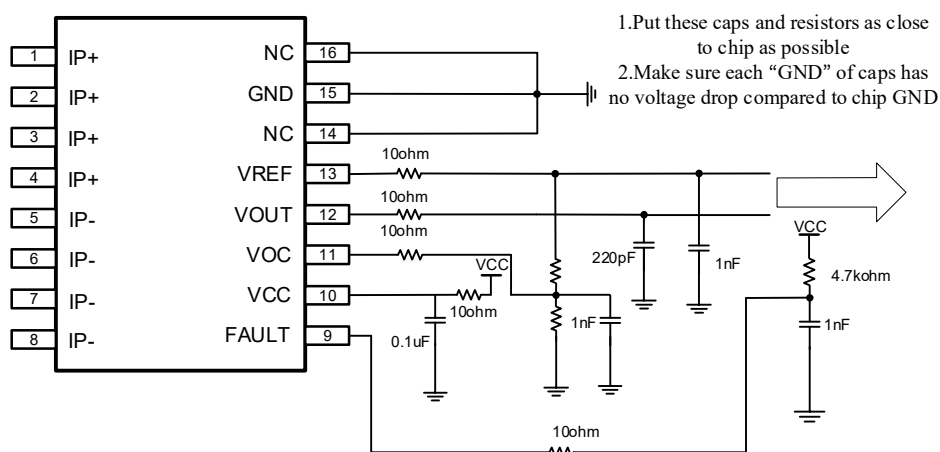 1.Put these caps and resistors as close
to chip as possible
2.Make sure each “GND” of caps has
no voltage drop compared to chip GND
1 IP+
2 IP+
3 IP+
4 IP+
5 IP-
6 IP-
7 IP-
8 IP-
NC 16
GND 15
NC 14
VREF 13
VOUT 12
VOC 11
VCC 10
FAULT 9
10ohm
10ohm
10ohm
VCC
10ohm
0.1uF
1nF
220pF
1nF
VCC
4.7kohm
1nF
10ohm